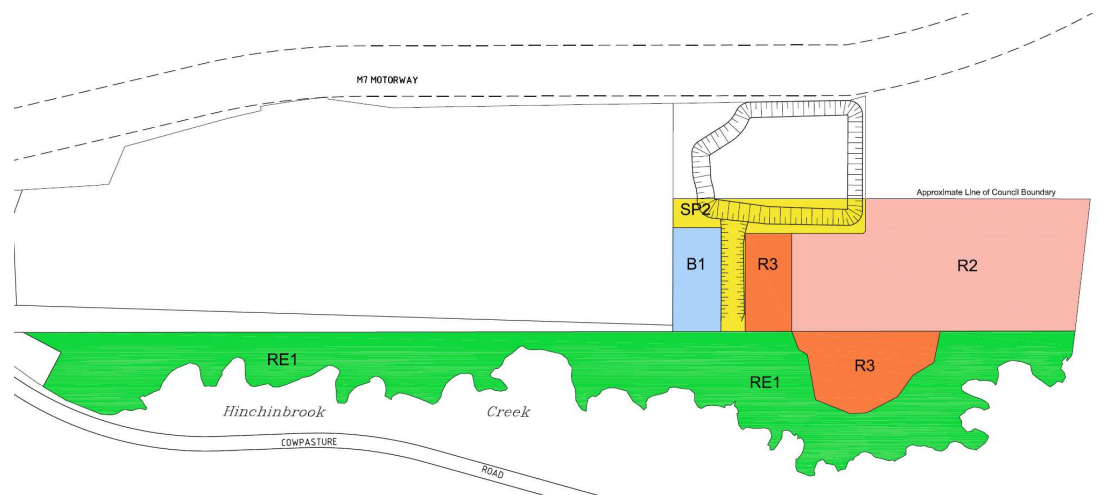 M7 MOTORWAY
Approximate Line of Council Boundary
SP2
B1
R3
R2
RE1
R3
RE1
Hinchinbrook Creek
COWPASTURE
ROAD